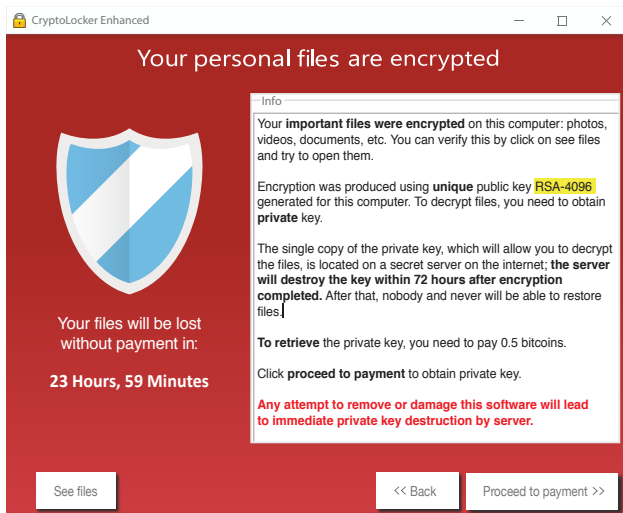 CryptoLocker Enhanced
Your personal files are encrypted
Info
Your important files were encrypted on this computer: photos,
videos, documents, etc. You can verify this by click on see files
and try to open them.
Encryption was produced using unique public key RSA-4096
generated for this computer. To decrypt files, you need to obtain
private key.
The single copy of the private key, which will allow you to decrypt
the files, is located on a secret server on the internet; the server
will destroy the key within 72 hours after encryption
completed. After that, nobody and never will be able to restore
files.
To retrieve the private key, you need to pay 0.5 bitcoins.
Click proceed to payment to obtain private key.
Any attempt to remove or damage this software will lead
to immediate private key destruction by server.
Your files will be lost
without payment in:
23 Hours, 59 Minutes
See files
<< Back
Proceed to payment >>